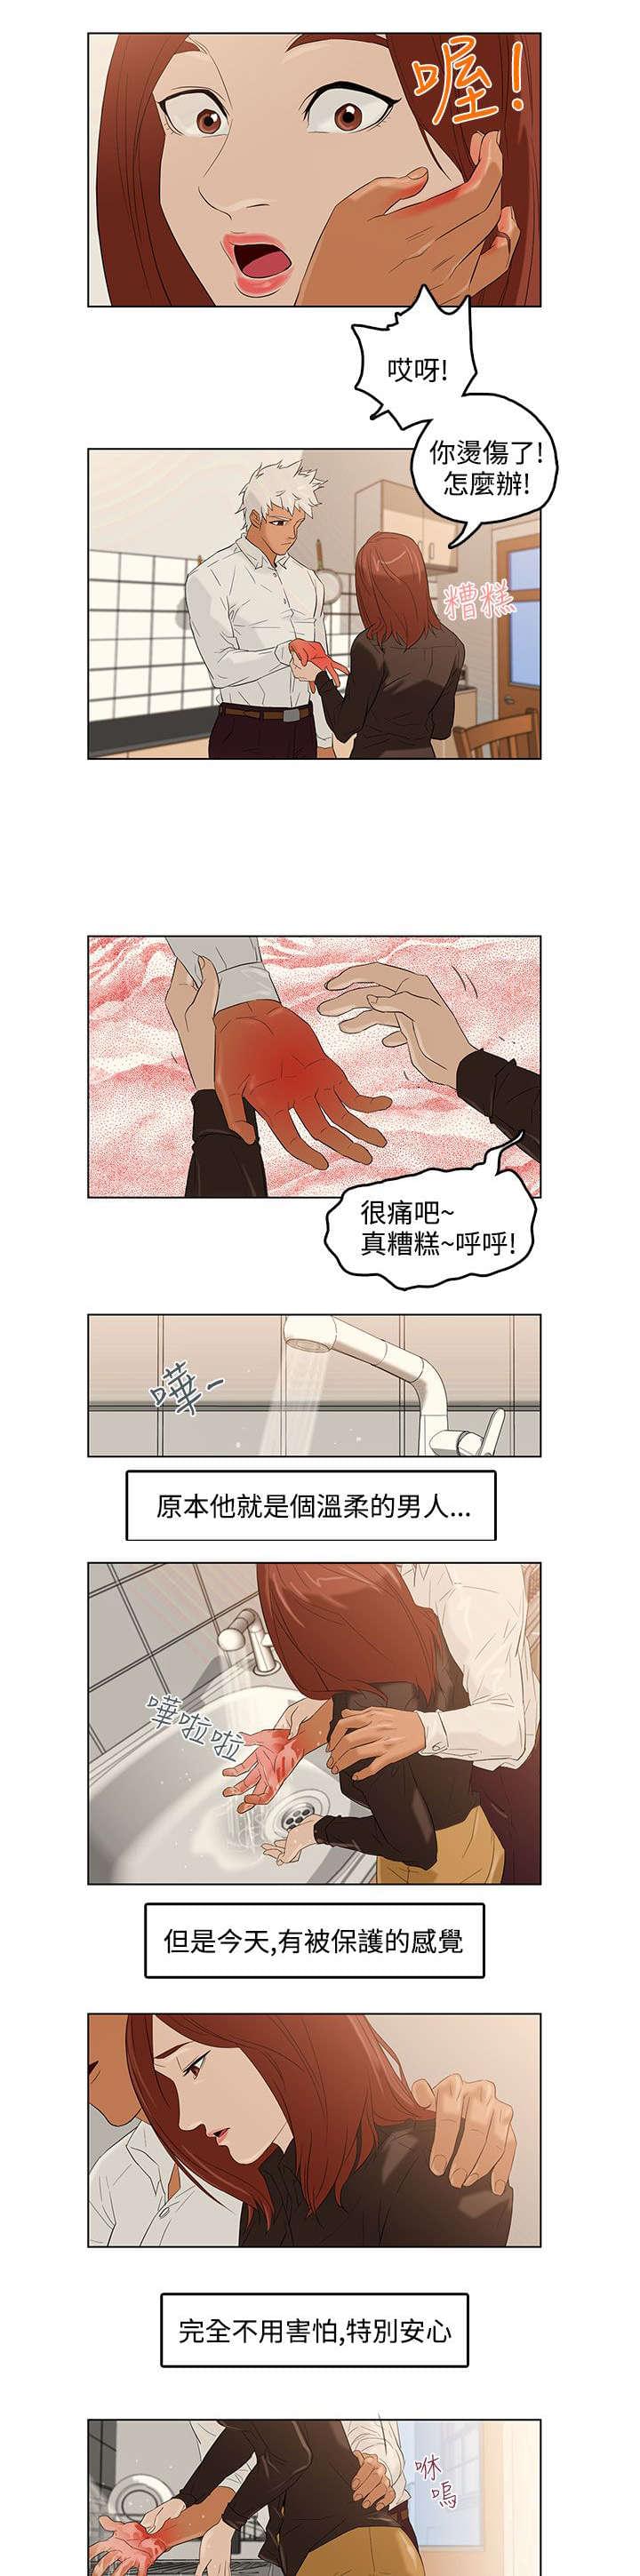 喔!
哎呀!
你燙傷了!
怎麼辦!
糟糕
很痛吧~
真糟糕~呼呼!
嘩~
原本他就是個溫柔的男人...
嘩啦啦
但是今天,有被保護的感覺
完全不用害怕,特別安心
咻
嗚